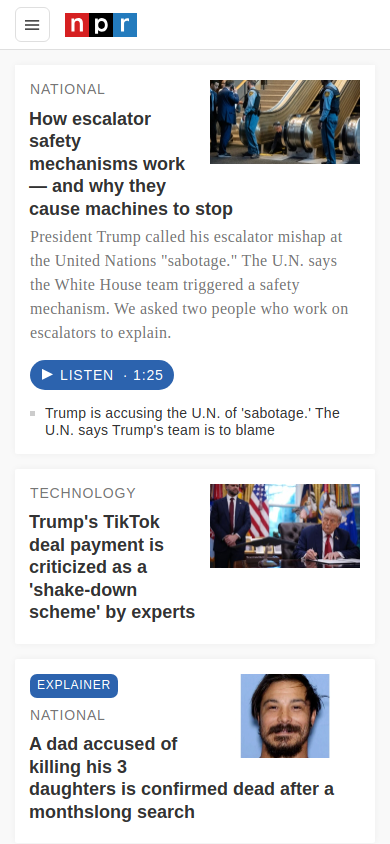 npr
NATIONAL
How escalator
safety
mechanisms work
— and why they
cause machines to stop
President Trump called his escalator mishap at
the United Nations "sabotage." The U.N. says
the White House team triggered a safety
mechanism. We asked two people who work on
escalators to explain.
LISTEN · 1:25
Trump is accusing the U.N. of 'sabotage.' The
U.N. says Trump's team is to blame
TECHNOLOGY
Trump's TikTok
deal payment is
criticized as a
'shake-down
scheme' by experts
EXPLAINER
NATIONAL
A dad accused of
killing his 3
daughters is confirmed dead after a
monthslong search